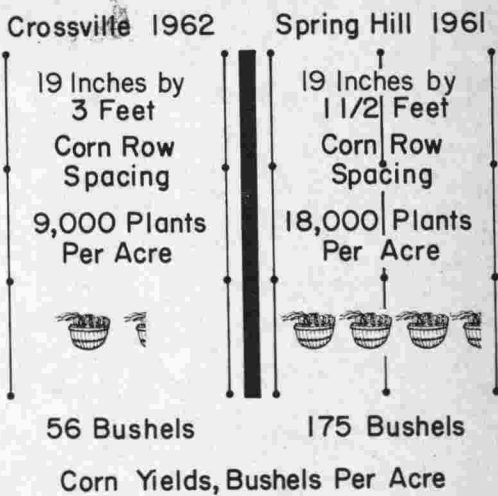 Crossville 1962
19 Inches by
3 Feet
Corn Row
Spacing
9,000 Plants
Per Acre
56 Bushels
Spring Hill 1961
19 Inches by
1 1/2 Feet
Corn Row
Spacing
18,000 Plants
Per Acre
175 Bushels
Corn Yields, Bushels Per Acre